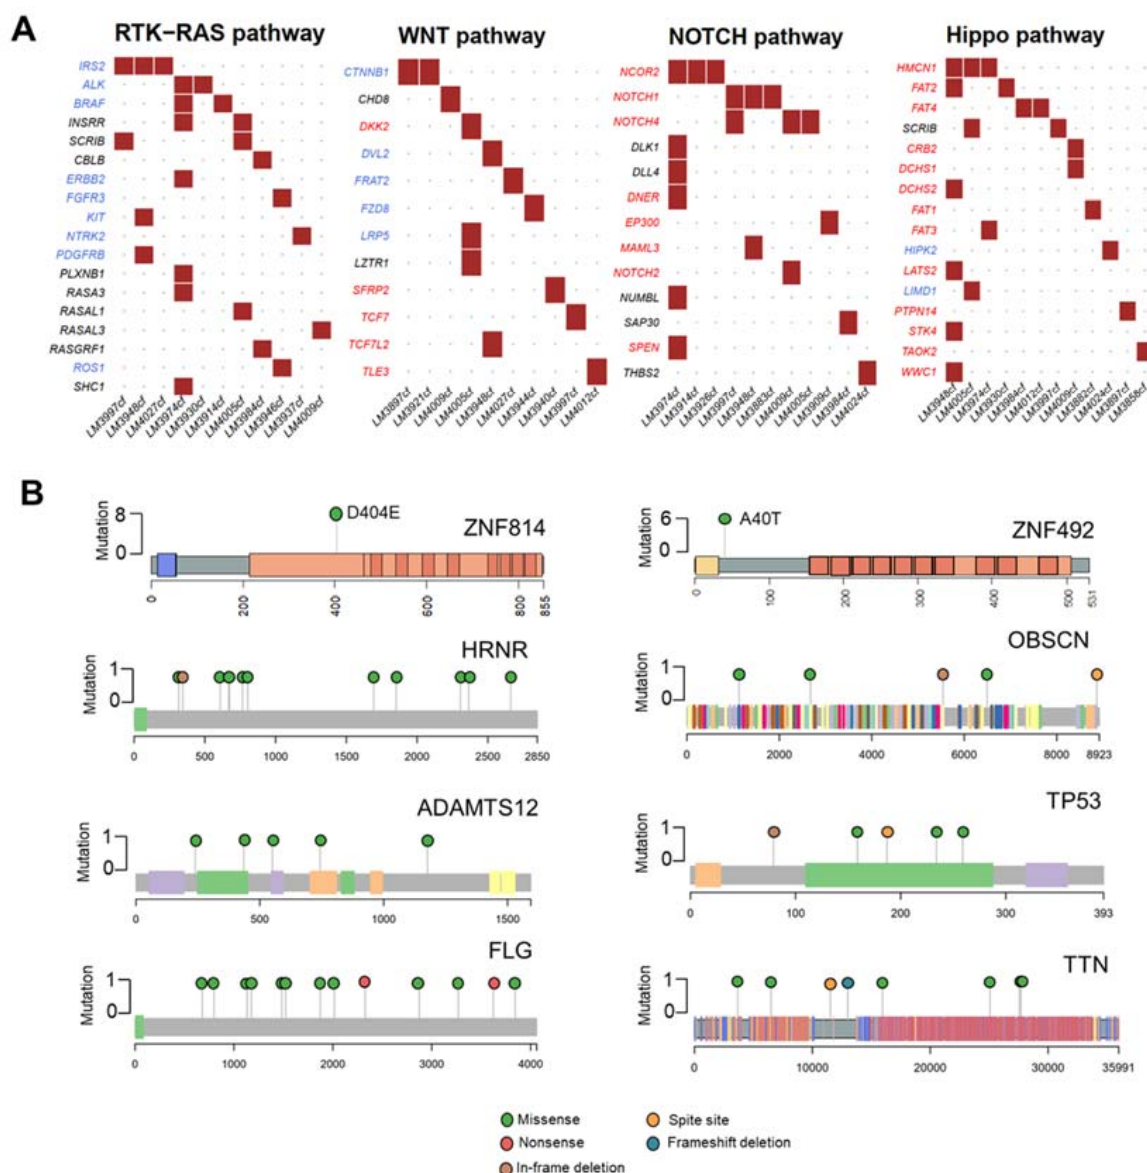 A
RTK−RAS pathway
IRS2
ALK
BRAF
INSRR
SCRIB
CBLB
ERBB2
FGFR3
KIT
NTRK2
PDGFRB
PLXNB1
RASA3
RASAL1
RASAL3
RASGRF1
ROS1
SHC1
LM3997cf
LM3948cf
LM4027cf
LM3974cf
LM3930cf
LM3914cf
LM4005cf
LM3984cf
LM3946cf
LM3937cf
LM4009cf
WNT pathway
CTNNB1
CHD8
DKK2
DVL2
FRAT2
FZD8
LRP5
LZTR1
SFRP2
TCF7
TCF7L2
TLE3
LM3897cf
LM3921cf
LM4009cf
LM4005cf
LM3948cf
LM4027cf
LM3944cf
LM3940cf
LM3997cf
LM4012cf
NOTCH pathway
NCOR2
NOTCH1
NOTCH4
DLK1
DLL4
DNER
EP300
MAML3
NOTCH2
NUMBL
SAP30
SPEN
THBS2
LM3974cf
LM3914cf
LM3926cf
LM3997cf
LM3948cf
LM3883cf
LM4009cf
LM4005cf
LM3909cf
LM3984cf
LM4024cf
Hippo pathway
HMCN1
FAT2
FAT4
SCRIB
CRB2
DCHS1
DCHS2
FAT1
FAT3
HIPK2
LATS2
LIMD1
PTPN14
STK4
TAOK2
WWC1
LM3948cf
LM4005cf
LM3974cf
LM3930cf
LM3984cf
LM4012cf
LM3997cf
LM4009cf
LM3882cf
LM4024cf
LM3897cf
LM3858cf
B
Mutation
8
0
D404E
ZNF814
0 200 400 600 800 855
Mutation
6
0
A40T
ZNF492
0 100 200 300 400 500 531
HRNR
Mutation
1
0
0 500 1000 1500 2000 2500 2850
OBSCN
Mutation
1
0
0 2000 4000 6000 8000 8923
ADAMTS12
Mutation
1
0
0 500 1000 1500
TP53
Mutation
1
0
0 100 200 300 393
FLG
Mutation
1
0
0 1000 2000 3000 4000
TTN
Mutation
1
0
0 10000 20000 30000 35991
Missense
Spite site
Nonsense
Frameshift deletion
In-frame deletion